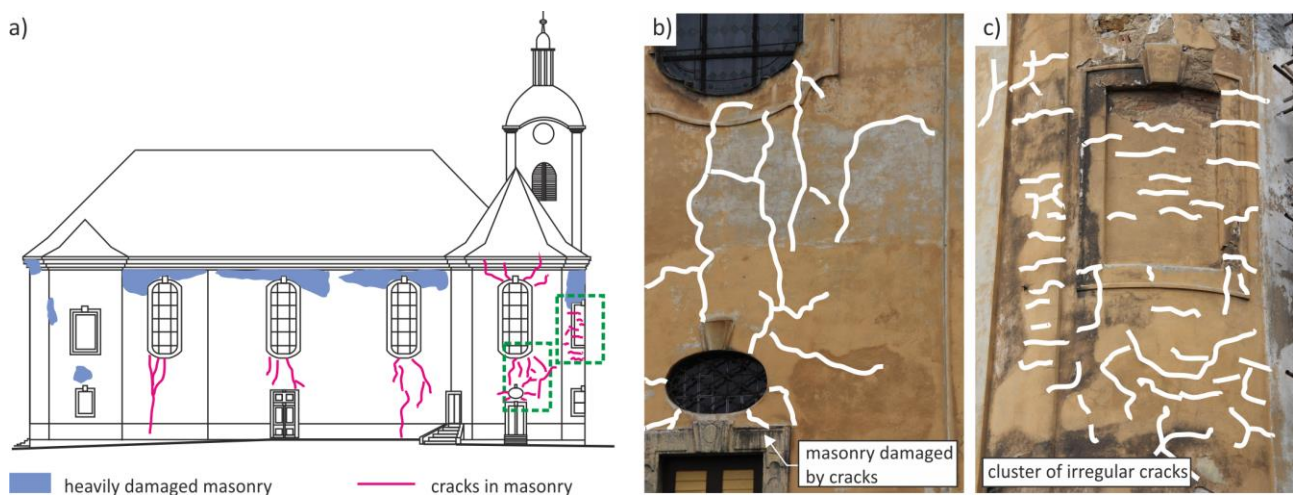 a)
heavily damaged masonry
cracks in masonry
b)
masonry damaged
by cracks
c)
cluster of irregular cracks